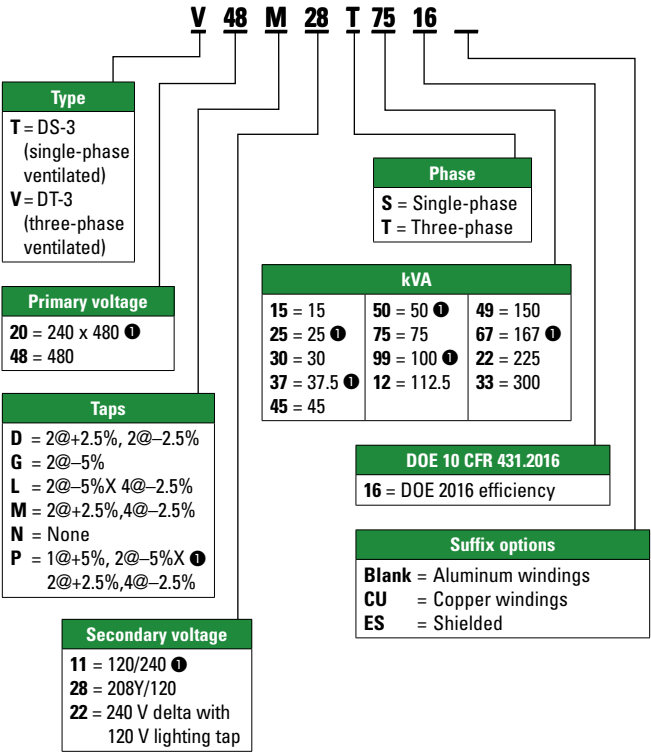 V 48 M 28 T 75 16
Type
T = DS-3
(single-phase
ventilated)
V = DT-3
(three-phase
ventilated)
Primary voltage
20 = 240 x 480 ❶
48 = 480
Taps
D = 2@+2.5%, 2@–2.5%
G = 2@–5%
L = 2@–5%X 4@–2.5%
M = 2@+2.5%,4@–2.5%
N = None
P = 1@+5%, 2@–5%X ❶
2@+2.5%,4@–2.5%
Secondary voltage
11 = 120/240 ❶
28 = 208Y/120
22 = 240 V delta with
120 V lighting tap
Phase
S = Single-phase
T = Three-phase
kVA
15 = 15
25 = 25 ❶
30 = 30
37 = 37.5 ❶
45 = 45
50 = 50 ❶
75 = 75
99 = 100 ❶
12 = 112.5
49 = 150
67 = 167 ❶
22 = 225
33 = 300
DOE 10 CFR 431.2016
16 = DOE 2016 efficiency
Suffix options
Blank = Aluminum windings
CU = Copper windings
ES = Shielded